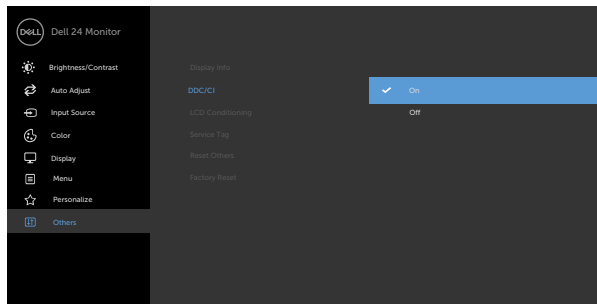 DELL Dell 24 Monitor
Brightness/Contrast
Auto Adjust
Input Source
Color
Display
Menu
Personalize
Others
Display Info
DDC/CI
LCD Conditioning
Service Tag
Reset Others
Factory Reset
On
Off